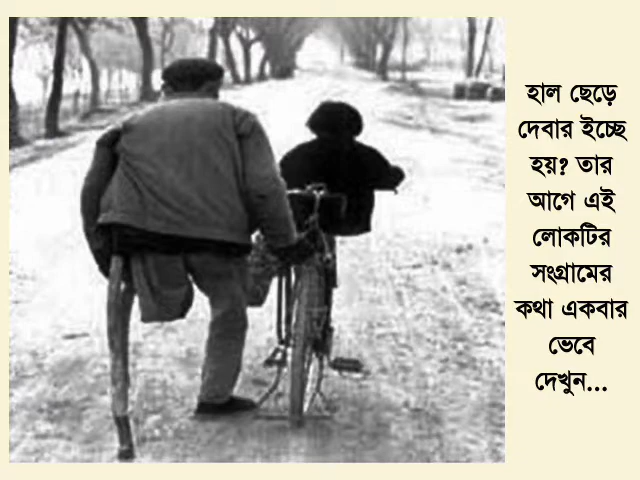 হাল ছেড়ে
দেবার ইচ্ছে
হয়? তার
আগে এই
লোকটির
সংগ্রামের
কথা একবার
ভেবে
দেখুন...